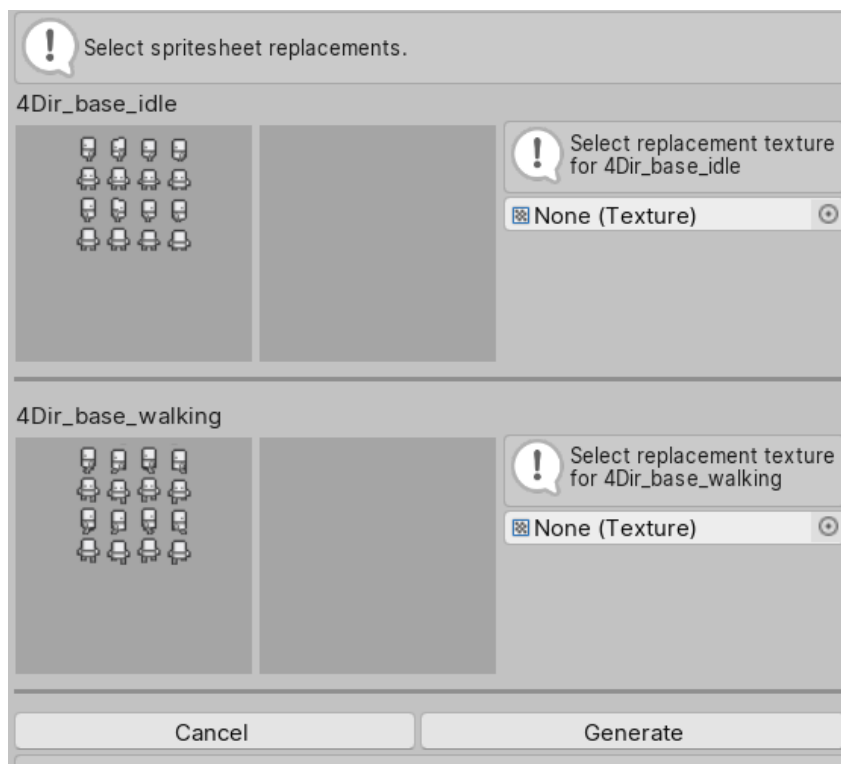 Select spritesheet replacements.
4Dir_base_idle
Select replacement texture
for 4Dir_base_idle
None (Texture)
4Dir_base_walking
Select replacement texture
for 4Dir_base_walking
None (Texture)
Cancel
Generate